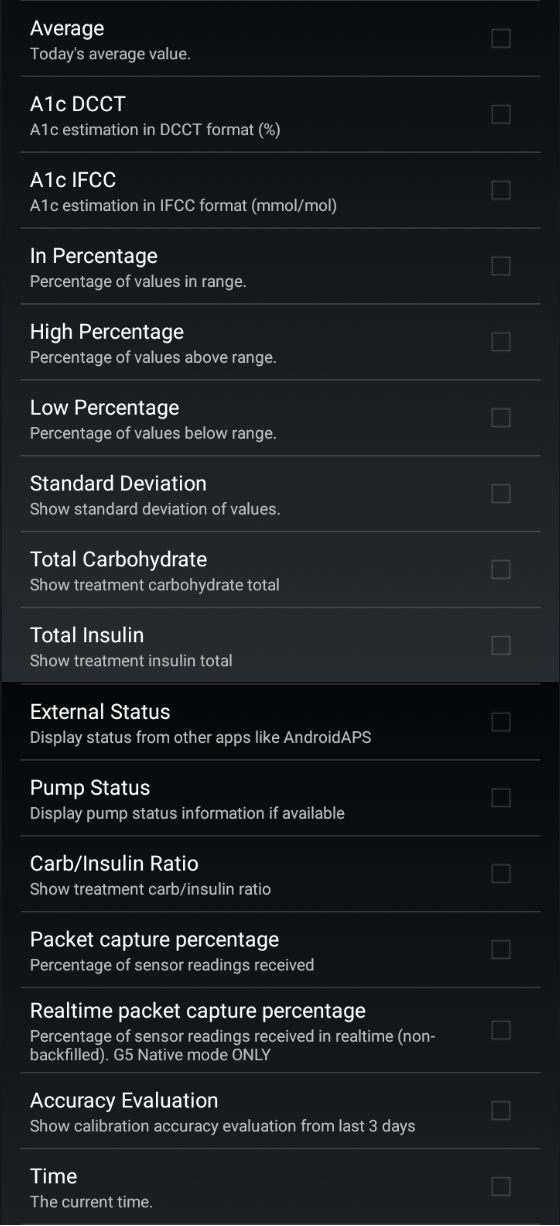 Average
Today's average value.
A1c DCCT
A1c estimation in DCCT format (%)
A1c IFCC
A1c estimation in IFCC format (mmol/mol)
In Percentage
Percentage of values in range.
High Percentage
Percentage of values above range.
Low Percentage
Percentage of values below range.
Standard Deviation
Show standard deviation of values.
Total Carbohydrate
Show treatment carbohydrate total
Total Insulin
Show treatment insulin total
External Status
Display status from other apps like AndroidAPS
Pump Status
Display pump status information if available
Carb/Insulin Ratio
Show treatment carb/insulin ratio
Packet capture percentage
Percentage of sensor readings received
Realtime packet capture percentage
Percentage of sensor readings received in realtime (non-
backfilled). G5 Native mode ONLY
Accuracy Evaluation
Show calibration accuracy evaluation from last 3 days
Time
The current time.